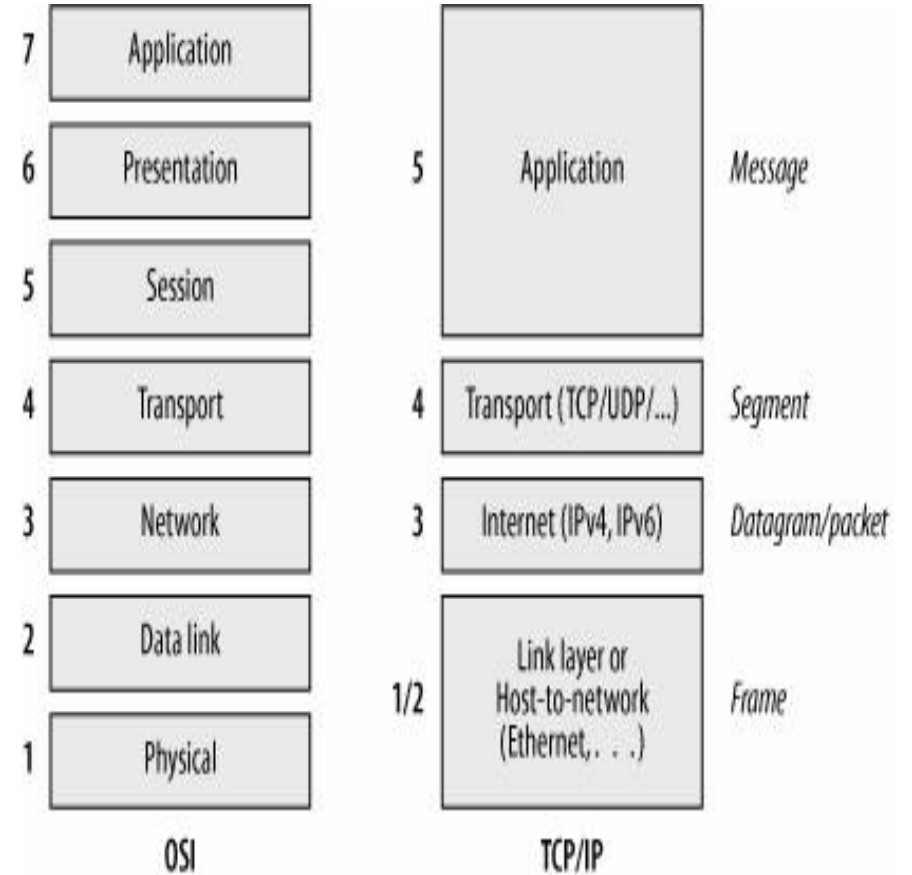 7 Application
6 Presentation
5 Session
4 Transport
3 Network
2 Data link
1 Physical
OSI
5 Application Message
4 Transport (TCP/UDP/...) Segment
3 Internet (IPv4, IPv6) Datagram/packet
1/2 Link layer or
Host-to-network
(Ethernet, . . .)
Frame
TCP/IP